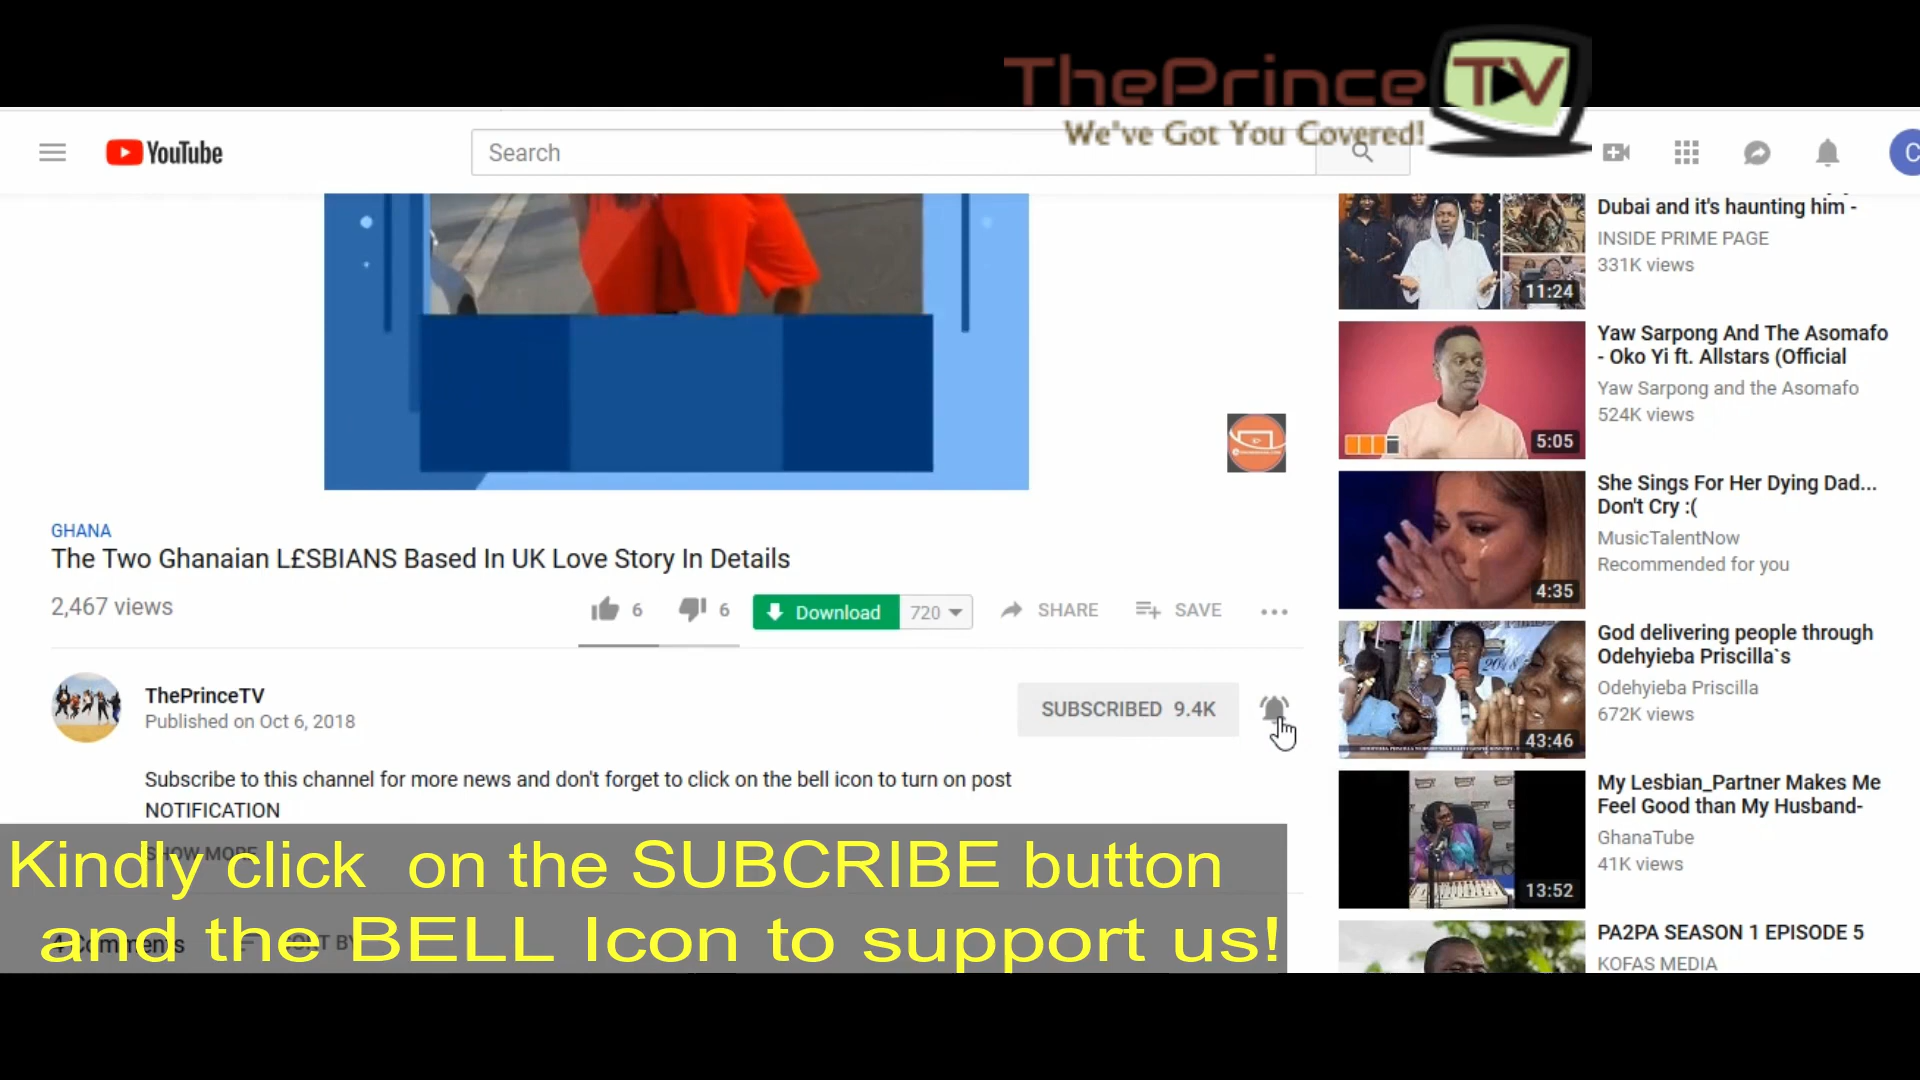 ThePrince TV
We've Got You Covered!
YouTube
Search
C
Dubai and it's haunting him -
INSIDE PRIME PAGE
331K views
11:24
Yaw Sarpong And The Asomafo
- Oko Yi ft. Allstars (Official
Yaw Sarpong and the Asomafo
524K views
5:05
She Sings For Her Dying Dad...
Don't Cry :(
MusicTalentNow
Recommended for you
4:35
GHANA
The Two Ghanaian L£SBIANS Based In UK Love Story In Details
2,467 views
6
6
Download
720
SHARE
SAVE
God delivering people through
Odehyieba Priscilla`s
Odehyieba Priscilla
672K views
43:46
ThePrinceTV
Published on Oct 6, 2018
SUBSCRIBED 9.4K
Subscribe to this channel for more news and don't forget to click on the bell icon to turn on post
NOTIFICATION
SHOW MORE
My Lesbian_Partner Makes Me
Feel Good than My Husband-
GhanaTube
41K views
13:52
Kindly click on the SUBCRIBE button
and the BELL Icon to support us!
4 Comments
SORT BY
PA2PA SEASON 1 EPISODE 5
KOFAS MEDIA